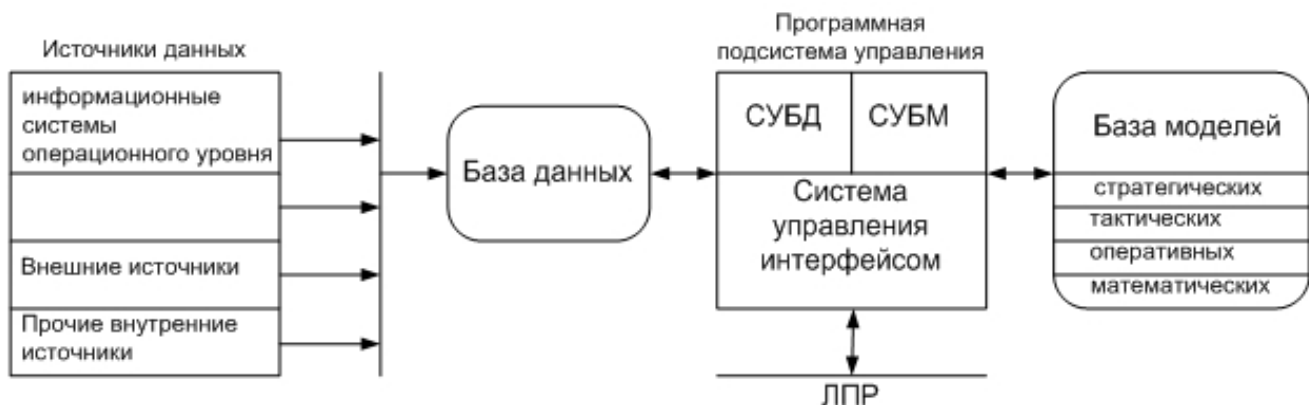 Источники данных
информационные
системы
операционного уровня
Внешние источники
Прочие внутренние
источники
База данных
Программная
подсистема управления
СУБД
СУБМ
Система
управления
интерфейсом
ЛПР
База моделей
стратегических
тактических
оперативных
математических